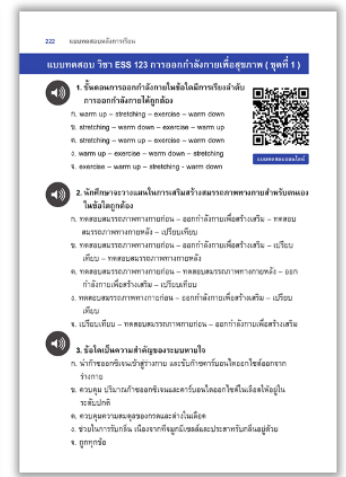 222 แบบทดสอบหลังการเรียน
แบบทดสอบ วิชา ESS 123 การออกกำลังกายเพื่อสุขภาพ ( ชุดที่ 1 )
1. ขั้นตอนการออกกำลังกายในข้อใดมีการเรียงลำดับ
การออกกำลังกายได้ถูกต้อง
ก. warm up – stretching – exercise – warm down
ข. stretching – warm down – exercise – warm up
ค. stretching – warm up – exercise – warm down
ง. warm up – exercise – warm down – stretching
จ. exercise – warm up – stretching - warm down
แบบทดสอบออนไลน์
2. นักศึกษาจะวางแผนในการเสริมสร้างสมรรถภาพทางกายสำหรับตนเอง
ในข้อใดถูกต้อง
ก. ทดสอบสมรรถภาพทางกายก่อน – ออกกำลังกายเพื่อสร้างเสริม – ทดสอบ
สมรรถภาพทางกายหลัง – เปรียบเทียบ
ข. ทดสอบสมรรถภาพทางกายก่อน – ออกกำลังกายเพื่อสร้างเสริม – เปรียบ
เทียบ – ทดสอบสมรรถภาพทางกายหลัง
ค. ทดสอบสมรรถภาพทางกายก่อน – ทดสอบสมรรถภาพทางกายหลัง – ออก
กำลังกายเพื่อสร้างเสริม – เปรียบเทียบ
ง. ทดสอบสมรรถภาพทางกายก่อน – ออกกำลังกายเพื่อสร้างเสริม – เปรียบ
เทียบ
จ. เปรียบเทียบ – ทดสอบสมรรถภาพทางกายก่อน – ออกกำลังกายเพื่อสร้างเสริม
3. ข้อใดเป็นความสำคัญของระบบหายใจ
ก. นำก๊าซออกซิเจนเข้าสู่ร่างกาย และขับก๊าซคาร์บอนไดออกไซด์ออกจาก
ร่างกาย
ข. ควบคุม ปริมาณก๊าซออกซิเจนและคาร์บอนไดออกไซด์ในเลือดให้อยู่ใน
ระดับปกติ
ค. ควบคุมความสมดุลของกรดและด่างในเลือด
ง. ช่วยในการรับกลิ่น เนื่องจากที่จมูกมีเซลล์และประสาทรับกลิ่นอยู่ด้วย
จ. ถูกทุกข้อ